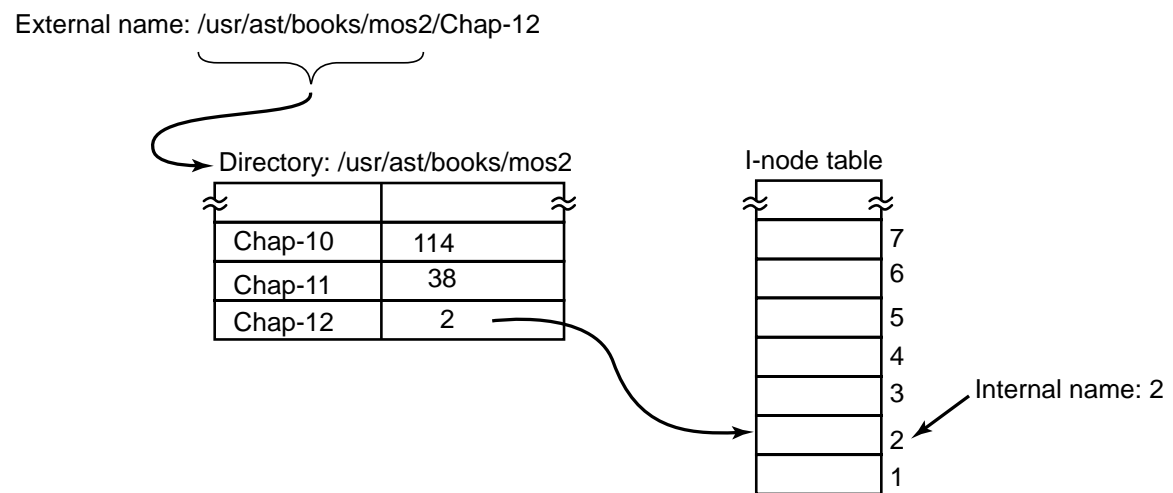 External name: /usr/ast/books/mos2/Chap-12
Directory: /usr/ast/books/mos2
Chap-10 114
Chap-11 38
Chap-12 2
I-node table
7
6
5
4
3
2
1
Internal name: 2